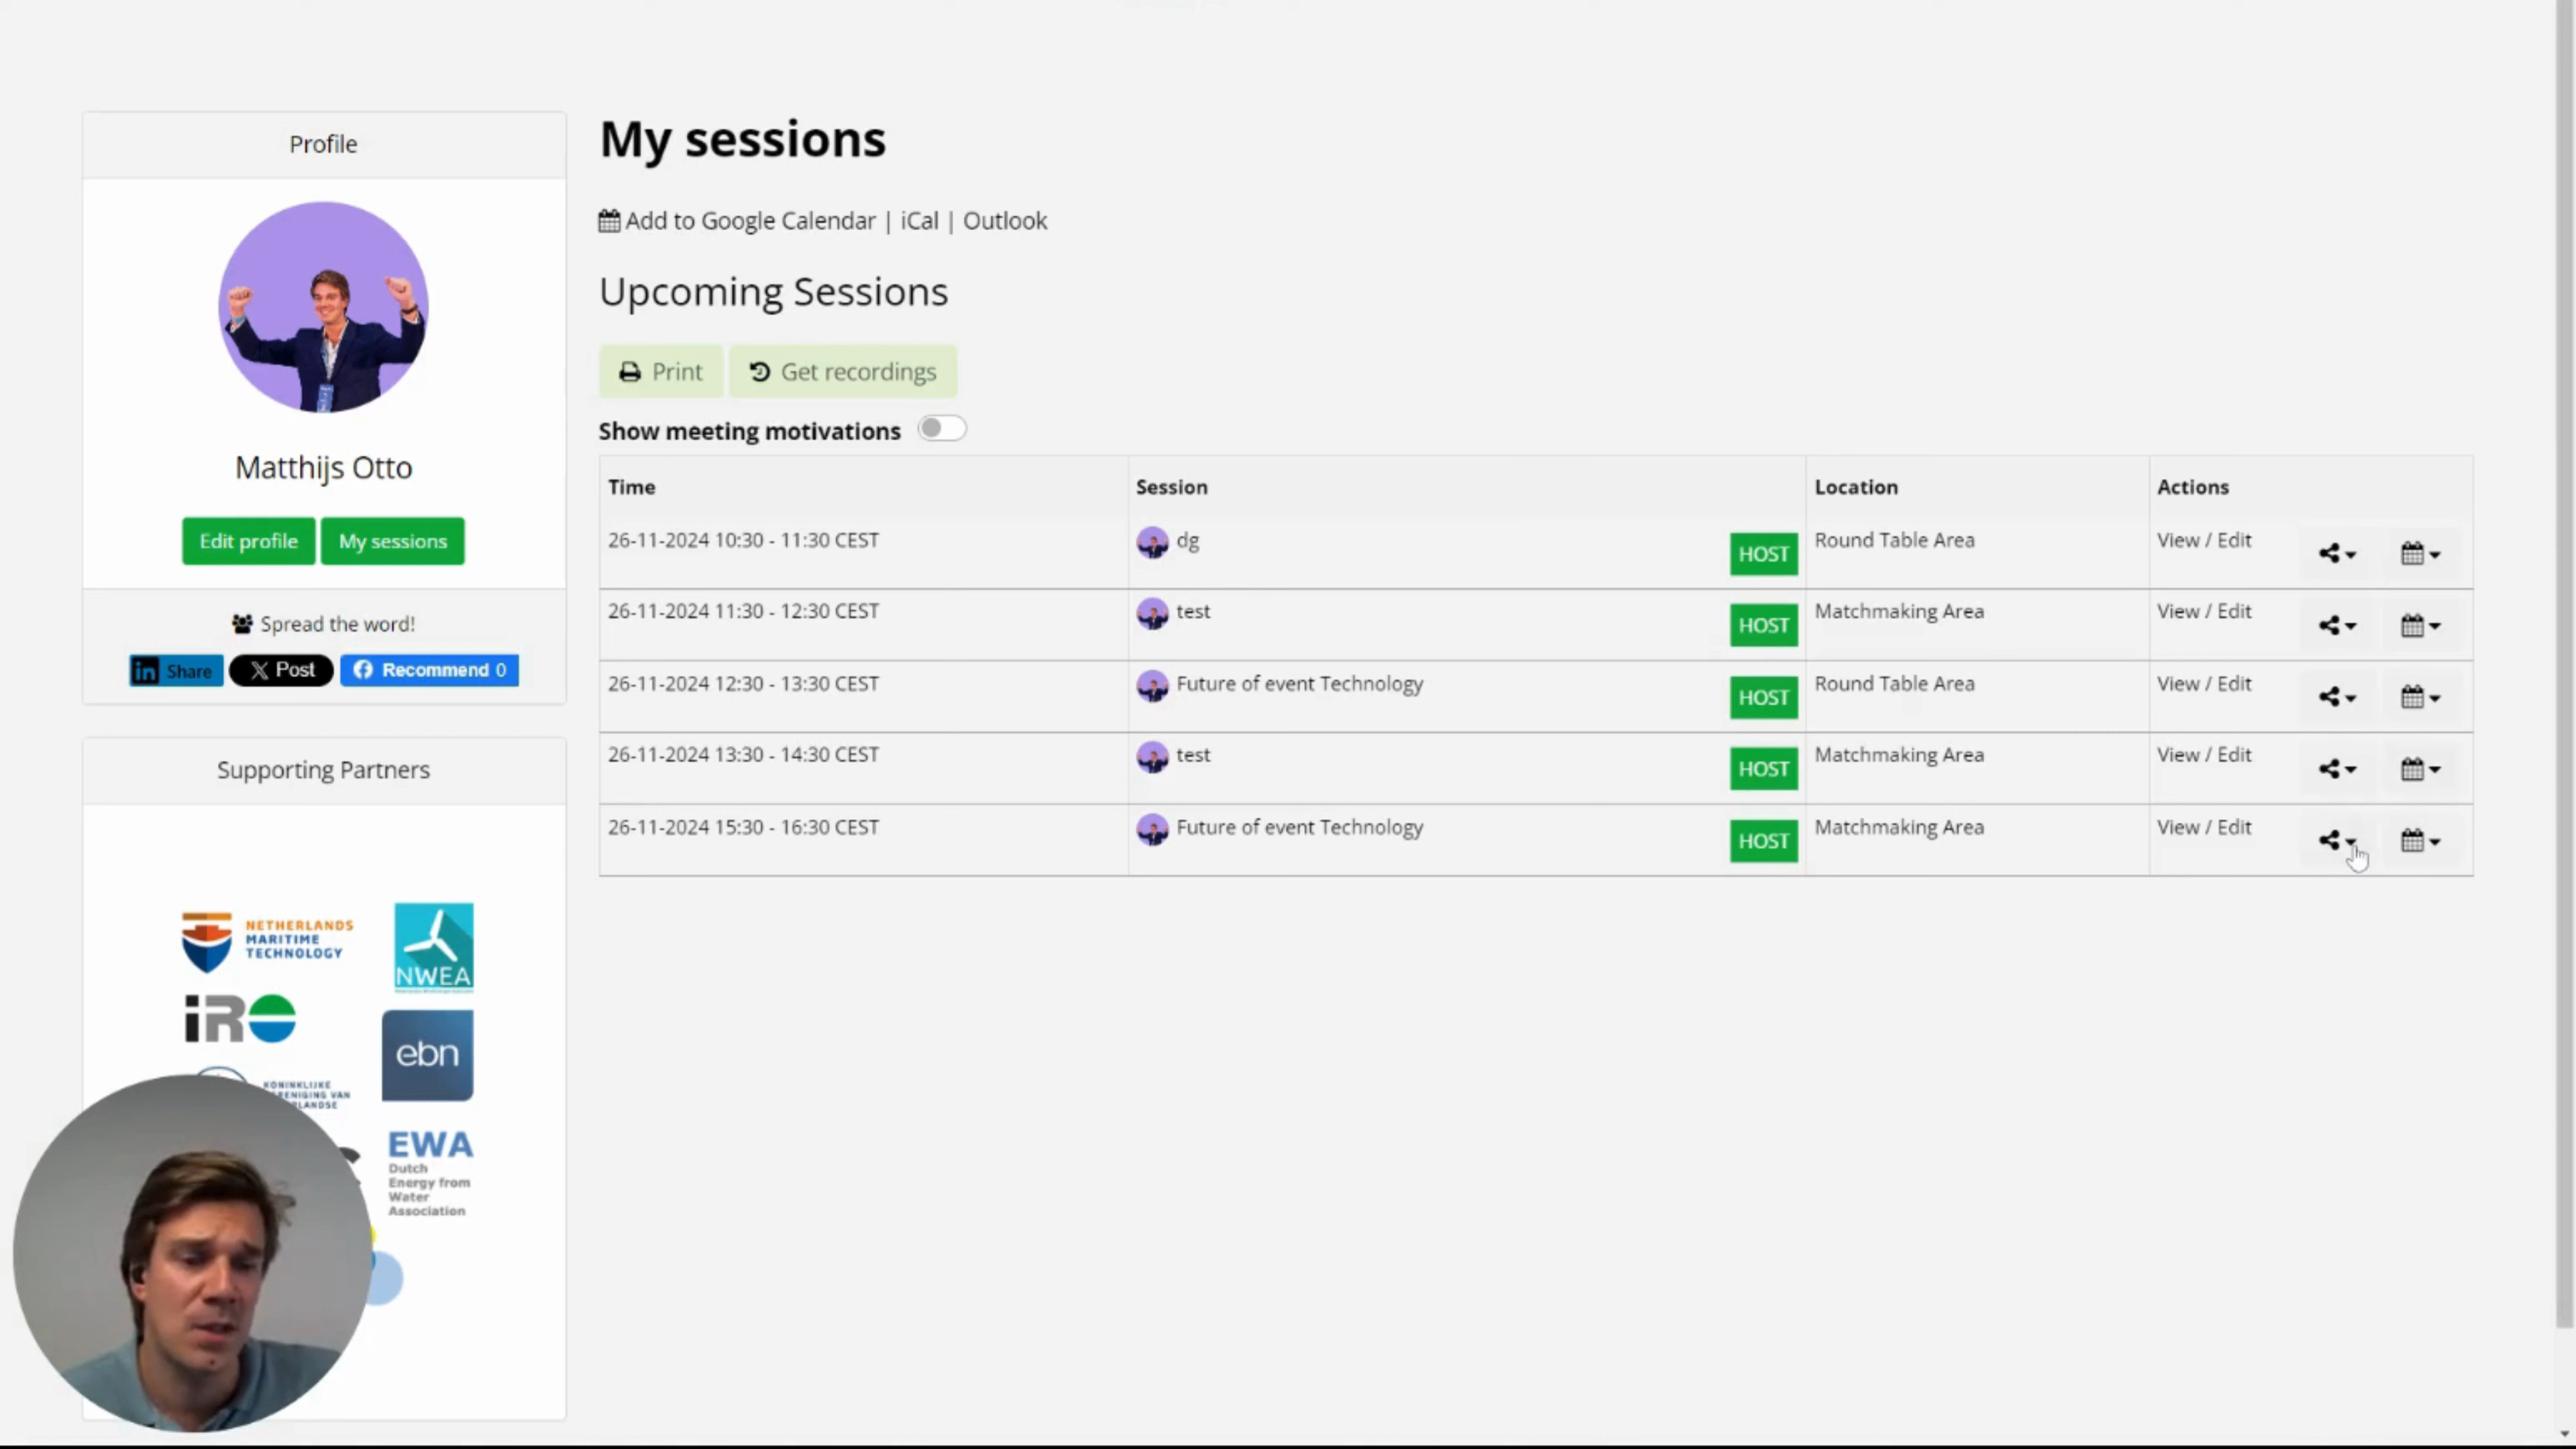 Profile
Matthijs Otto
Edit profile
My sessions
Spread the word!
in Share
X Post
Recommend 0
Supporting Partners
NETHERLANDS
MARITIME
TECHNOLOGY
NWEA
iRO
ebn
KONINKLIJKE
VAN
EWA
Dutch
Energy from
Water
Association
My sessions
Add to Google Calendar | iCal | Outlook
Upcoming Sessions
Print
Get recordings
Show meeting motivations
Time Session Location Actions
26-11-2024 10:30 - 11:30 CEST dg HOST Round Table Area View / Edit
26-11-2024 11:30 - 12:30 CEST test HOST Matchmaking Area View / Edit
26-11-2024 12:30 - 13:30 CEST Future of event Technology HOST Round Table Area View / Edit
26-11-2024 13:30 - 14:30 CEST test HOST Matchmaking Area View / Edit
26-11-2024 15:30 - 16:30 CEST Future of event Technology HOST Matchmaking Area View / Edit